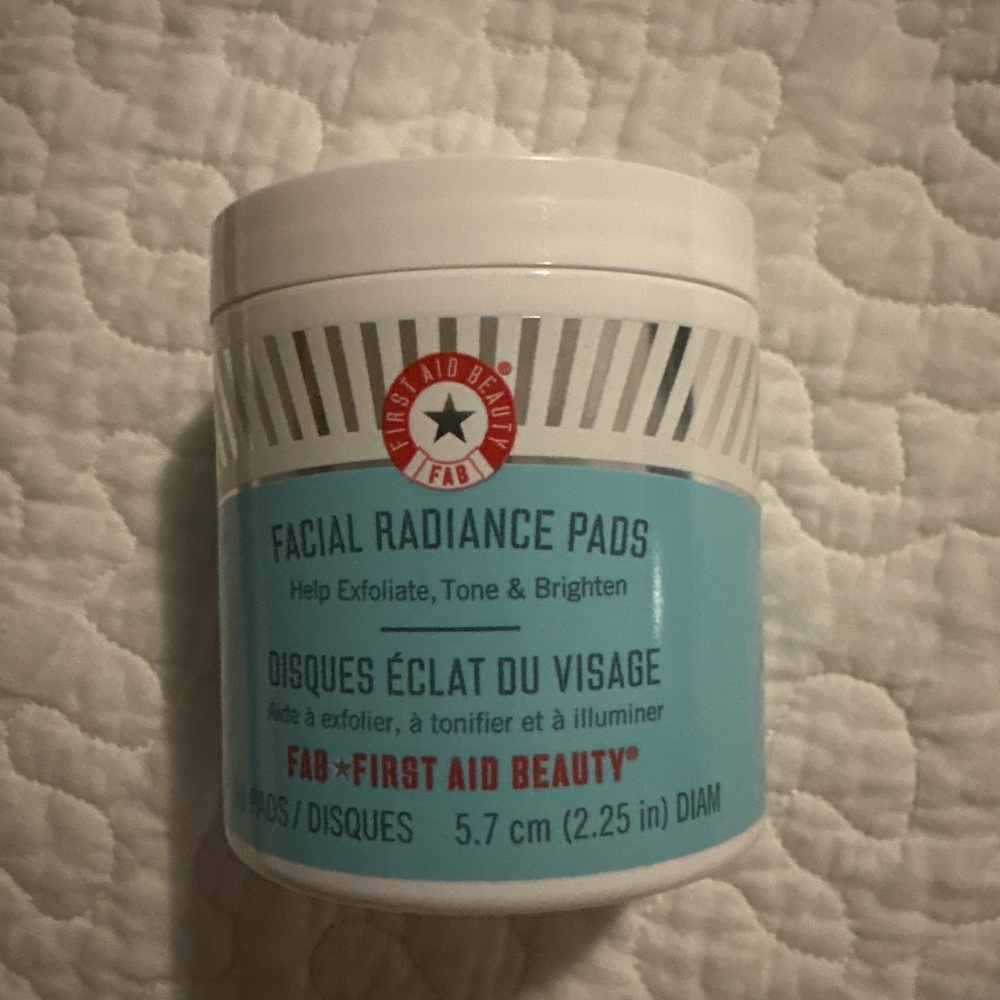 FIRST AID BEAUTY®
FAB
FACIAL RADIANCE PADS
Help Exfoliate, Tone & Brighten
DISQUES ÉCLAT DU VISAGE
Aide à exfolier, à tonifier et à illuminer
FAB★FIRST AID BEAUTY®
PADS / DISQUES 5.7 cm (2.25 in) DIAM